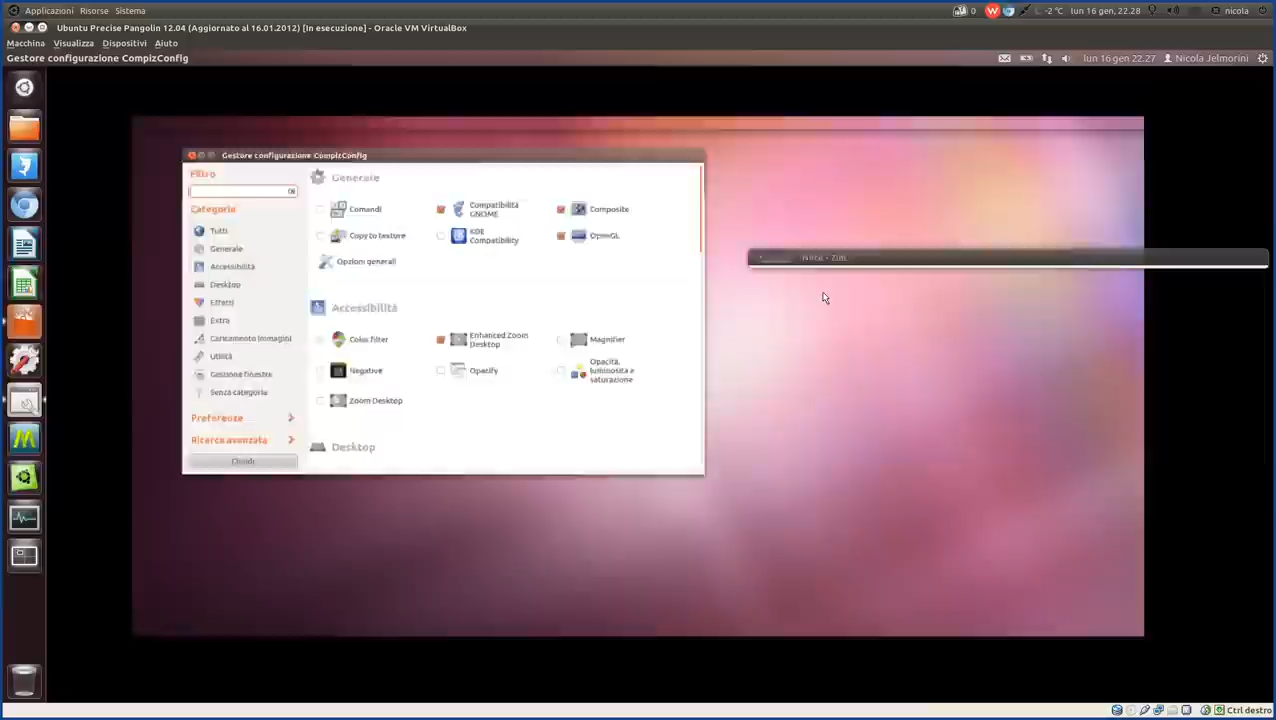 Applicazioni Risorse Sistema
0
-2 °C lun 16 gen, 22.28 nicola
Ubuntu Precise Pangolin 12.04 (Aggiornato al 16.01.2012) [In esecuzione] - Oracle VM VirtualBox
Macchina Visualizza Dispositivi Aiuto
Gestore configurazione CompizConfig
lun 16 gen 22.27 Nicola Jelmorini
Gestore configurazione CompizConfig
Filtro
Categoria
Tutti
Generale
Accessibilità
Desktop
Effetti
Extra
Caricamento immagini
Utilità
Gestione finestre
Senza categoria
Preferenze
Ricerca avanzata
Chiudi
Generale
Comandi
Compatibilità
GNOME
Composite
Copy to texture
KDE
Compatibility
OpenGL
Opzioni generali
Accessibilità
Color filter
Enhanced Zoom
Desktop
Magnifier
Negative
Opacify
Opacità,
luminosità e
saturazione
Zoom Desktop
Desktop
Ctrl destro